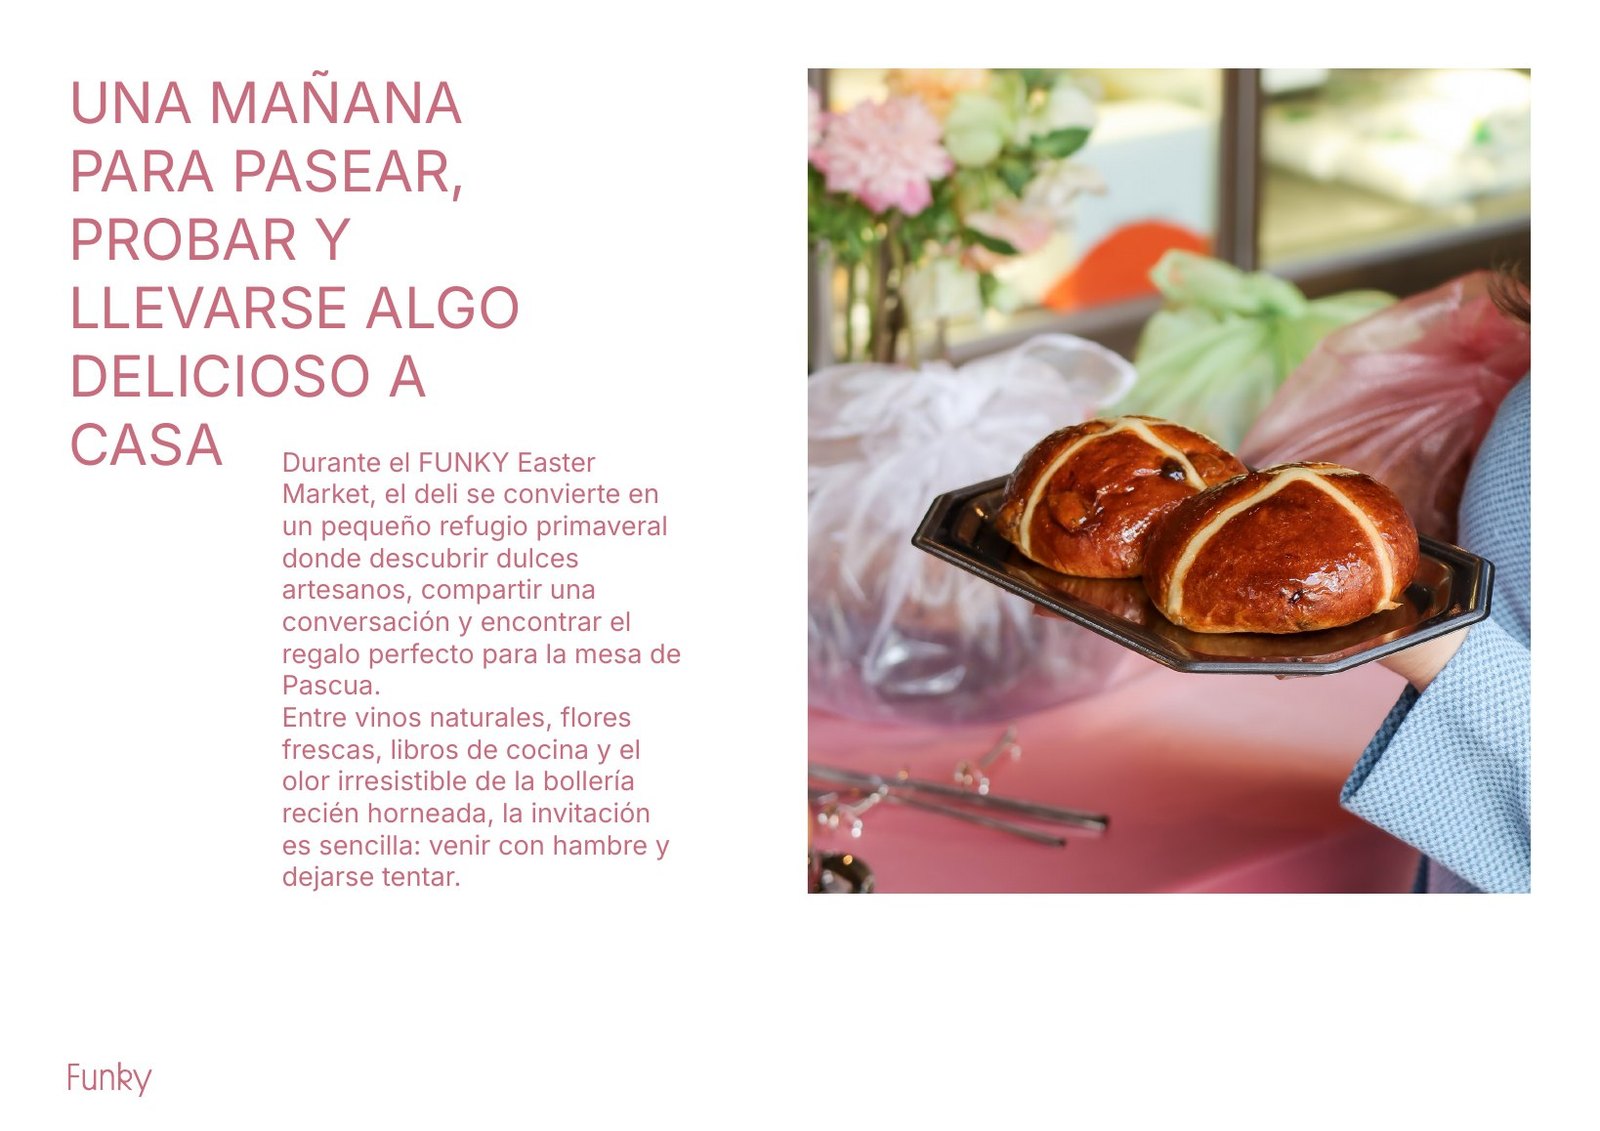 UNA MAÑANA
PARA PASEAR,
PROBAR Y
LLEVARSE ALGO
DELICIOSO A
CASA
Durante el FUNKY Easter
Market, el deli se convierte en
un pequeño refugio primaveral
donde descubrir dulces
artesanos, compartir una
conversación y encontrar el
regalo perfecto para la mesa de
Pascua.
Entre vinos naturales, flores
frescas, libros de cocina y el
olor irresistible de la bollería
recién horneada, la invitación
es sencilla: venir con hambre y
dejarse tentar.
Funky